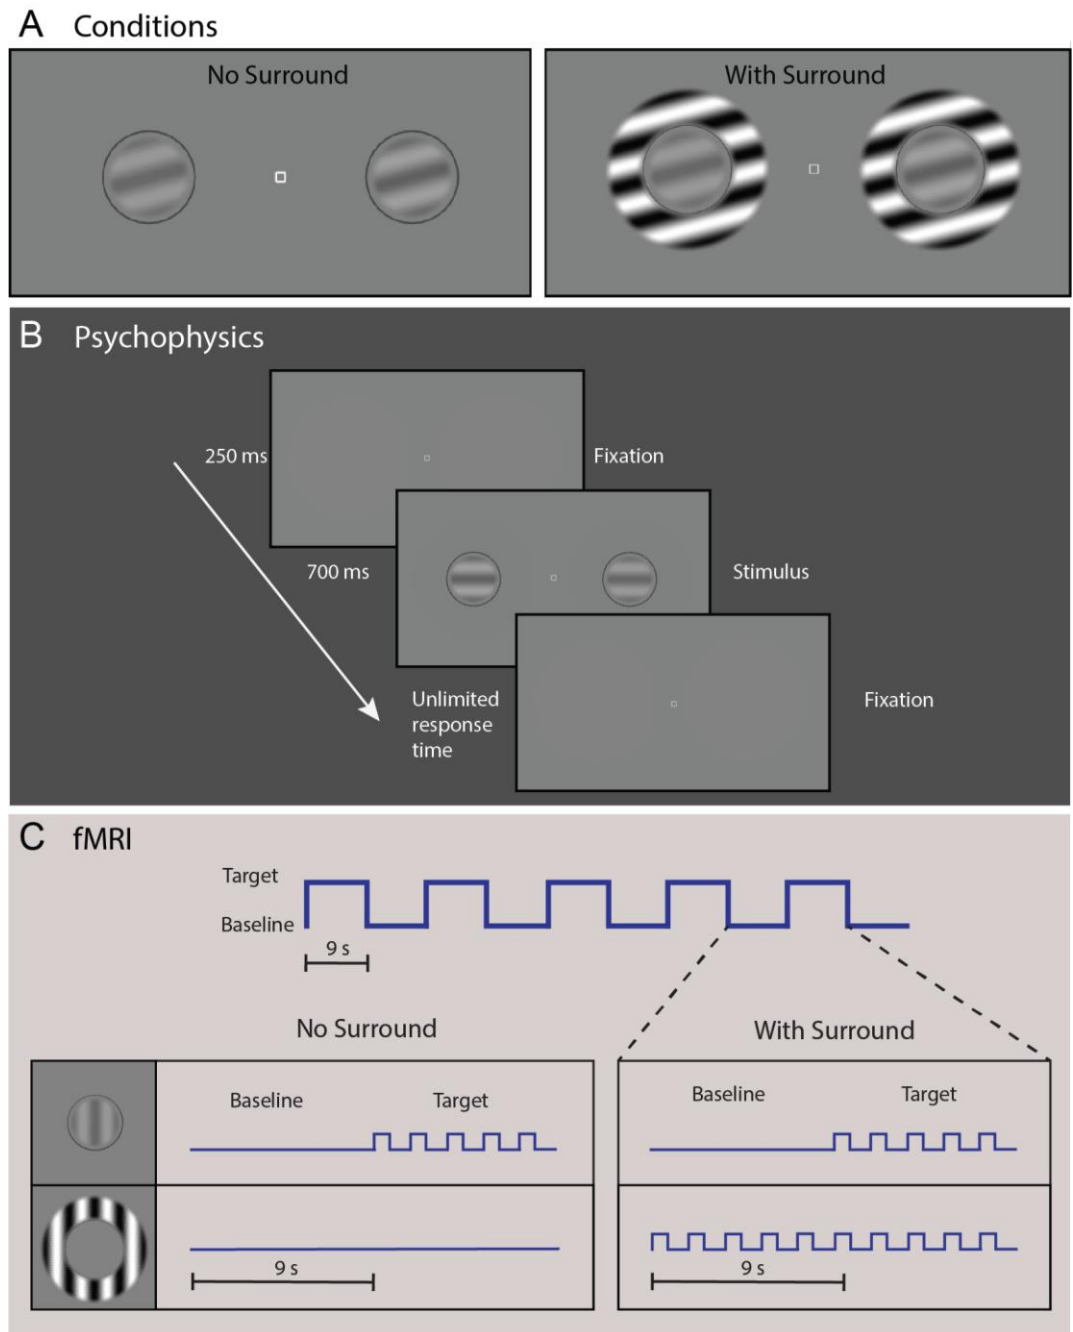 A Conditions
No Surround
With Surround
B Psychophysics
250 ms
Fixation
700 ms
Stimulus
Unlimited
response
time
Fixation
C fMRI
Target
Baseline
9 s
No Surround
With Surround
Baseline
Target
Baseline
Target
9 s
9 s